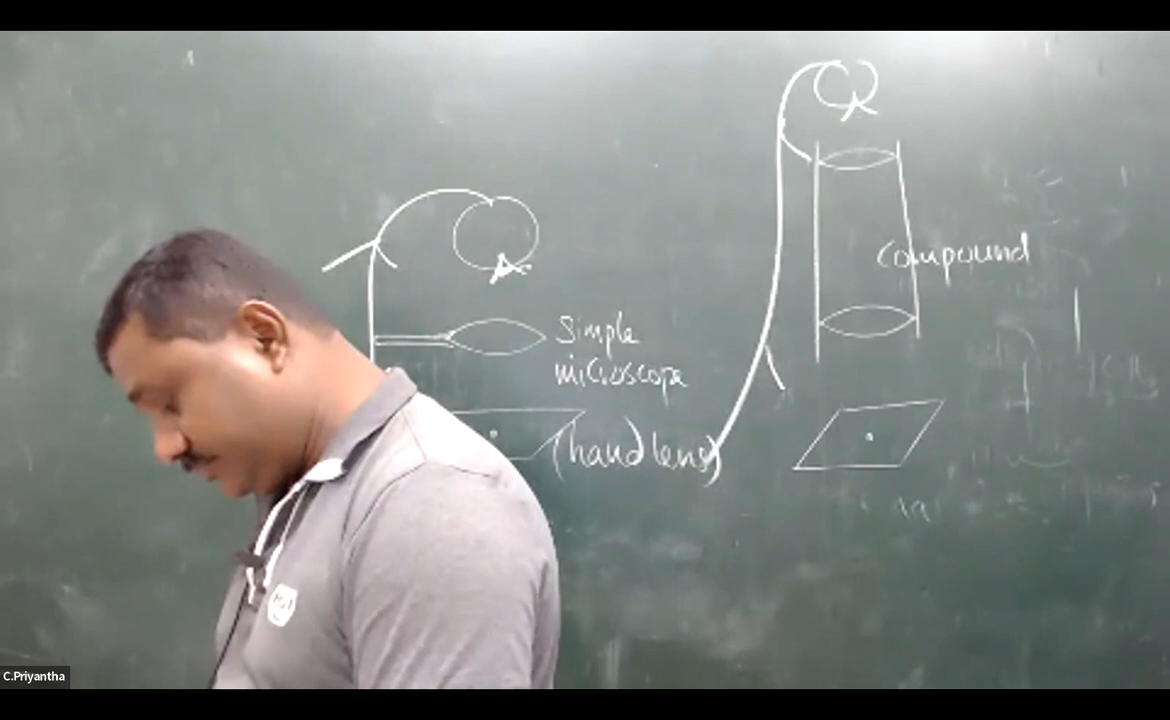 Simple
microscope
(hand lens)
Compound
C.Priyantha